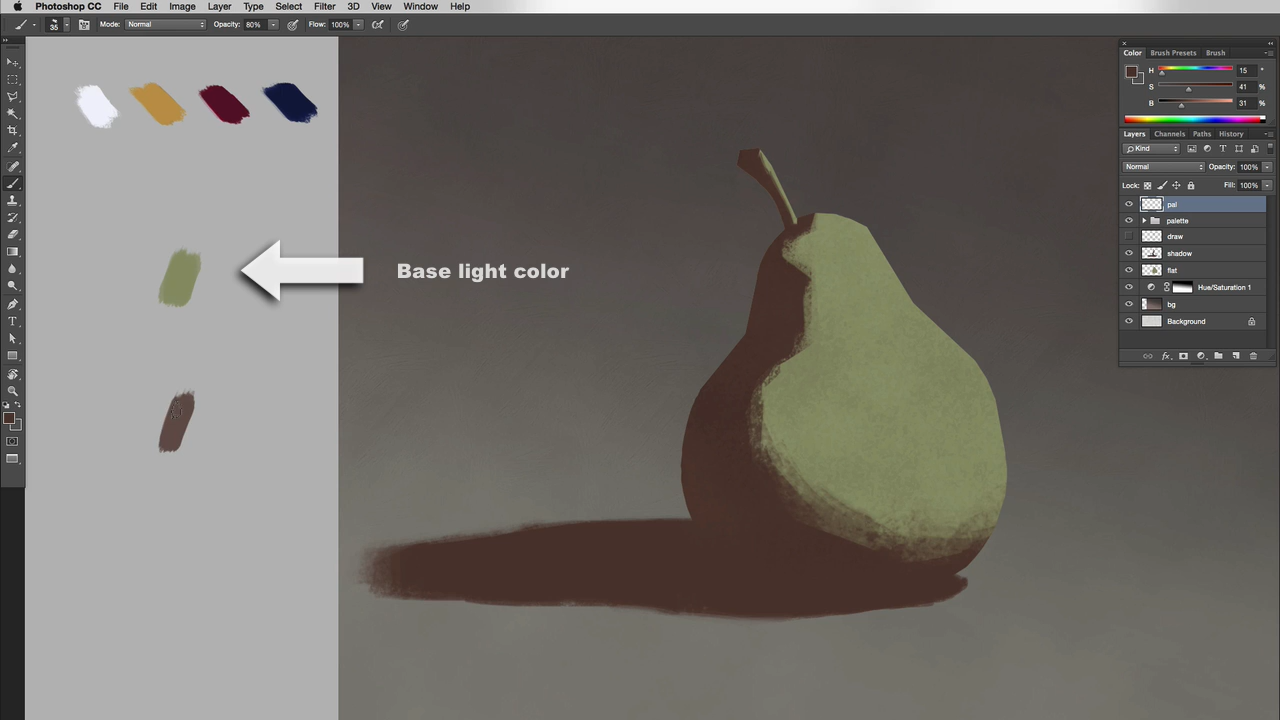 Photoshop CC File Edit Image Layer Type Select Filter 3D View Window Help
35 Mode: Normal Opacity: 80% Flow: 100%
Color Brush Presets Brush
H 15 °
S 41 %
B 31 %
Layers Channels Paths History
Kind
Normal Opacity: 100%
Lock: Fill: 100%
pal
palette
draw
shadow
flat
Hue/Saturation 1
bg
Background
fx
Base light color